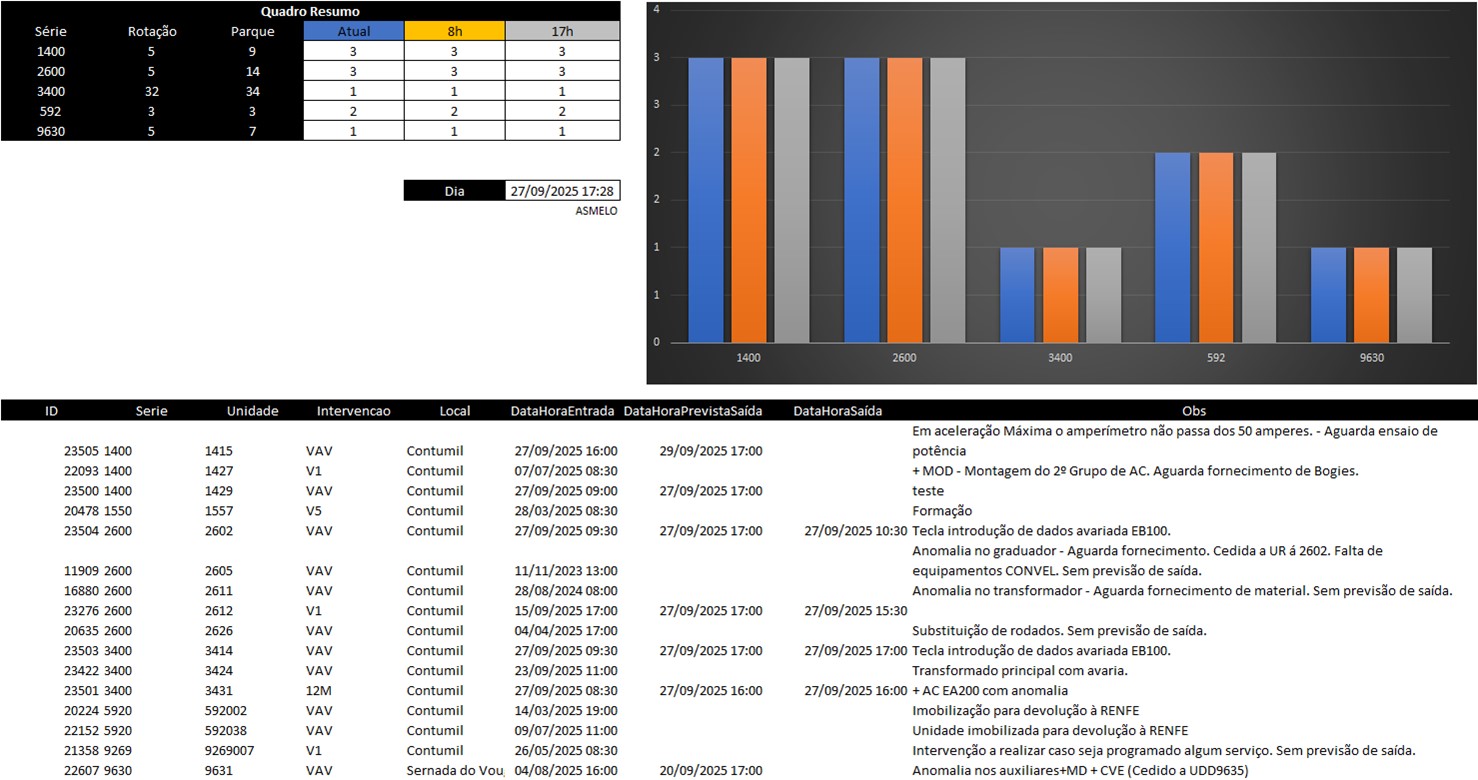 Quadro Resumo
Série Rotação Parque Atual 8h 17h
1400 5 9 3 3 3
2600 5 14 3 3 3
3400 32 34 1 1 1
592 3 3 2 2 2
9630 5 7 1 1 1
Dia 27/09/2025 17:28
ASMELO
4
3
3
2
2
1
1
0
1400 2600 3400 592 9630
ID Serie Unidade Intervencao Local DataHoraEntrada DataHoraPrevistaSaída DataHoraSaída Obs
Em aceleração Máxima o amperímetro não passa dos 50 amperes. - Aguarda ensaio de
23505 1400 1415 VAV Contumil 27/09/2025 16:00 29/09/2025 17:00 potência
22093 1400 1427 V1 Contumil 07/07/2025 08:30 + MOD - Montagem do 2º Grupo de AC. Aguarda fornecimento de Bogies.
23500 1400 1429 VAV Contumil 27/09/2025 09:00 27/09/2025 17:00 teste
20478 1550 1557 V5 Contumil 28/03/2025 08:30 Formação
23504 2600 2602 VAV Contumil 27/09/2025 09:30 27/09/2025 17:00 27/09/2025 10:30 Tecla introdução de dados avariada EB100.
Anomalia no graduador - Aguarda fornecimento. Cedida a UR á 2602. Falta de
11909 2600 2605 VAV Contumil 11/11/2023 13:00 equipamentos CONVEL. Sem previsão de saída.
16880 2600 2611 VAV Contumil 28/08/2024 08:00 Anomalia no transformador - Aguarda fornecimento de material. Sem previsão de saída.
23276 2600 2612 V1 Contumil 15/09/2025 17:00 27/09/2025 17:00 27/09/2025 15:30
20635 2600 2626 VAV Contumil 04/04/2025 17:00 Substituição de rodados. Sem previsão de saída.
23503 3400 3414 VAV Contumil 27/09/2025 09:30 27/09/2025 17:00 27/09/2025 17:00 Tecla introdução de dados avariada EB100.
23422 3400 3424 VAV Contumil 23/09/2025 11:00 Transformado principal com avaria.
23501 3400 3431 12M Contumil 27/09/2025 08:30 27/09/2025 16:00 27/09/2025 16:00 + AC EA200 com anomalia
20224 5920 592002 VAV Contumil 14/03/2025 19:00 Imobilização para devolução à RENFE
22152 5920 592038 VAV Contumil 09/07/2025 11:00 Unidade imobilizada para devolução à RENFE
21358 9269 9269007 V1 Contumil 26/05/2025 08:30 Intervenção a realizar caso seja programado algum serviço. Sem previsão de saída.
22607 9630 9631 VAV Sernada do Vou 04/08/2025 16:00 20/09/2025 17:00 Anomalia nos auxiliares+MD + CVE (Cedido a UDD9635)